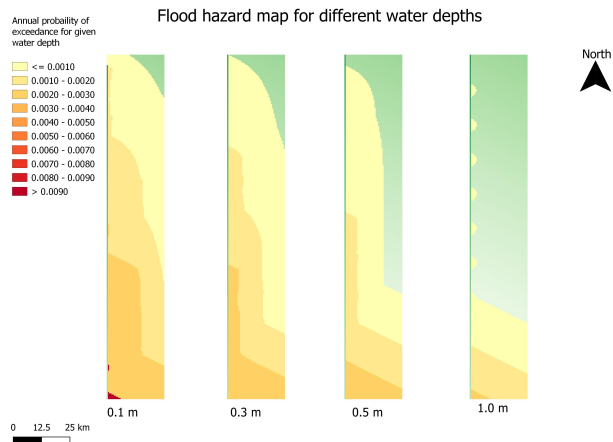 Flood hazard map for different water depths
Annual probaility of
exceedance for given
water depth
<= 0.0010
0.0010 - 0.0020
0.0020 - 0.0030
0.0030 - 0.0040
0.0040 - 0.0050
0.0050 - 0.0060
0.0060 - 0.0070
0.0070 - 0.0080
0.0080 - 0.0090
> 0.0090
North
0.1 m
0.3 m
0.5 m
1.0 m
0 12.5 25 km